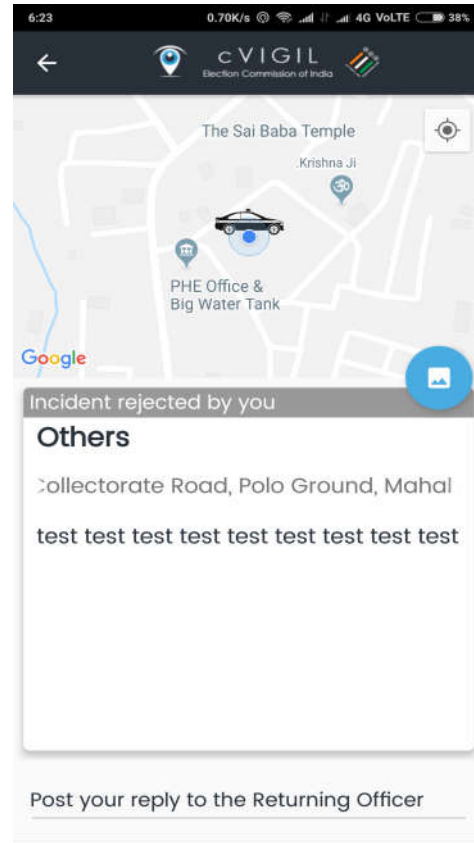 6:23 0.70K/s 4G VoLTE 38%
cVIGIL
Election Commission of India
The Sai Baba Temple
Krishna Ji
PHE Office &
Big Water Tank
Google
Incident rejected by you
Others
Collectorate Road, Polo Ground, Mahal
test test test test test test test test test
Post your reply to the Returning Officer